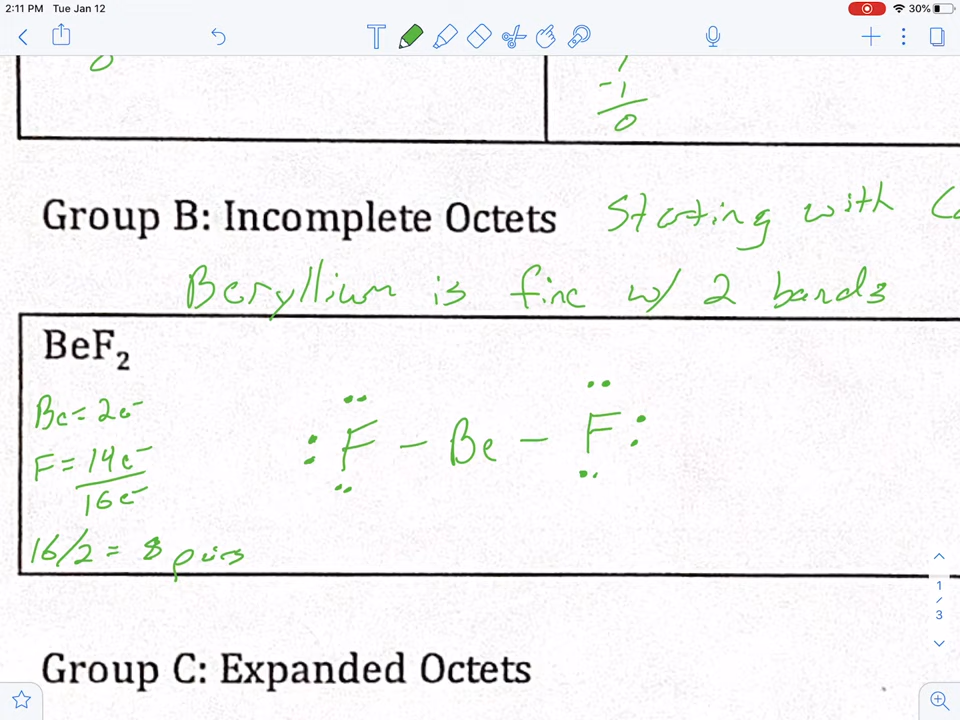 2:11 PM Tue Jan 12 30%
0
-1
0
Group B: Incomplete Octets Starting with
Beryllium is fine w/ 2 bonds
BeF2
Be = 2e-
F = 14e-
16e-
16/2 = 8 pairs
:F - Be - F:
1
/
3
Group C: Expanded Octets